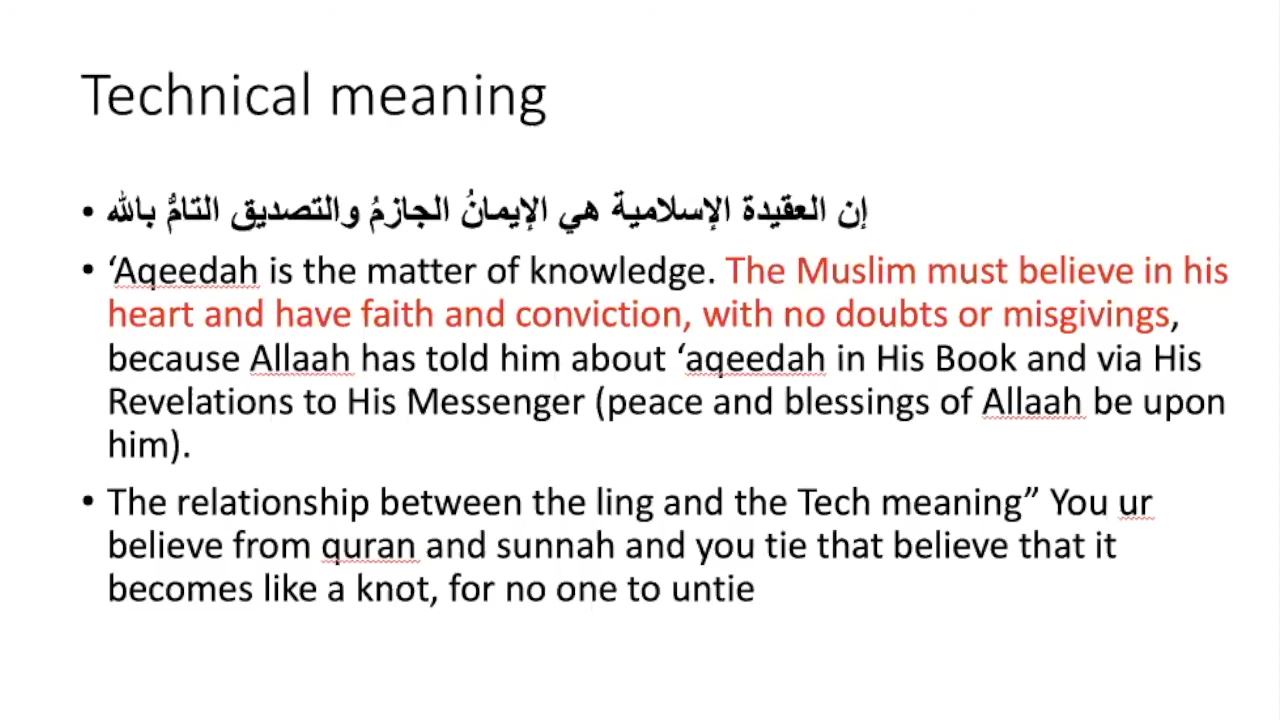 Technical meaning
• إن العقيدة الإسلامية هي الإيمانُ الجازمُ والتصديق التامُّ بالله
• ‘Aqeedah is the matter of knowledge. The Muslim must believe in his
heart and have faith and conviction, with no doubts or misgivings,
because Allaah has told him about ‘aqeedah in His Book and via His
Revelations to His Messenger (peace and blessings of Allaah be upon
him).
• The relationship between the ling and the Tech meaning” You ur
believe from quran and sunnah and you tie that believe that it
becomes like a knot, for no one to untie